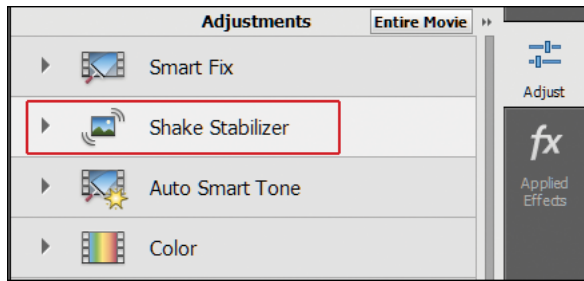 Adjustments
Entire Movie
Smart Fix
Shake Stabilizer
Auto Smart Tone
Color
Adjust
fx
Applied
Effects